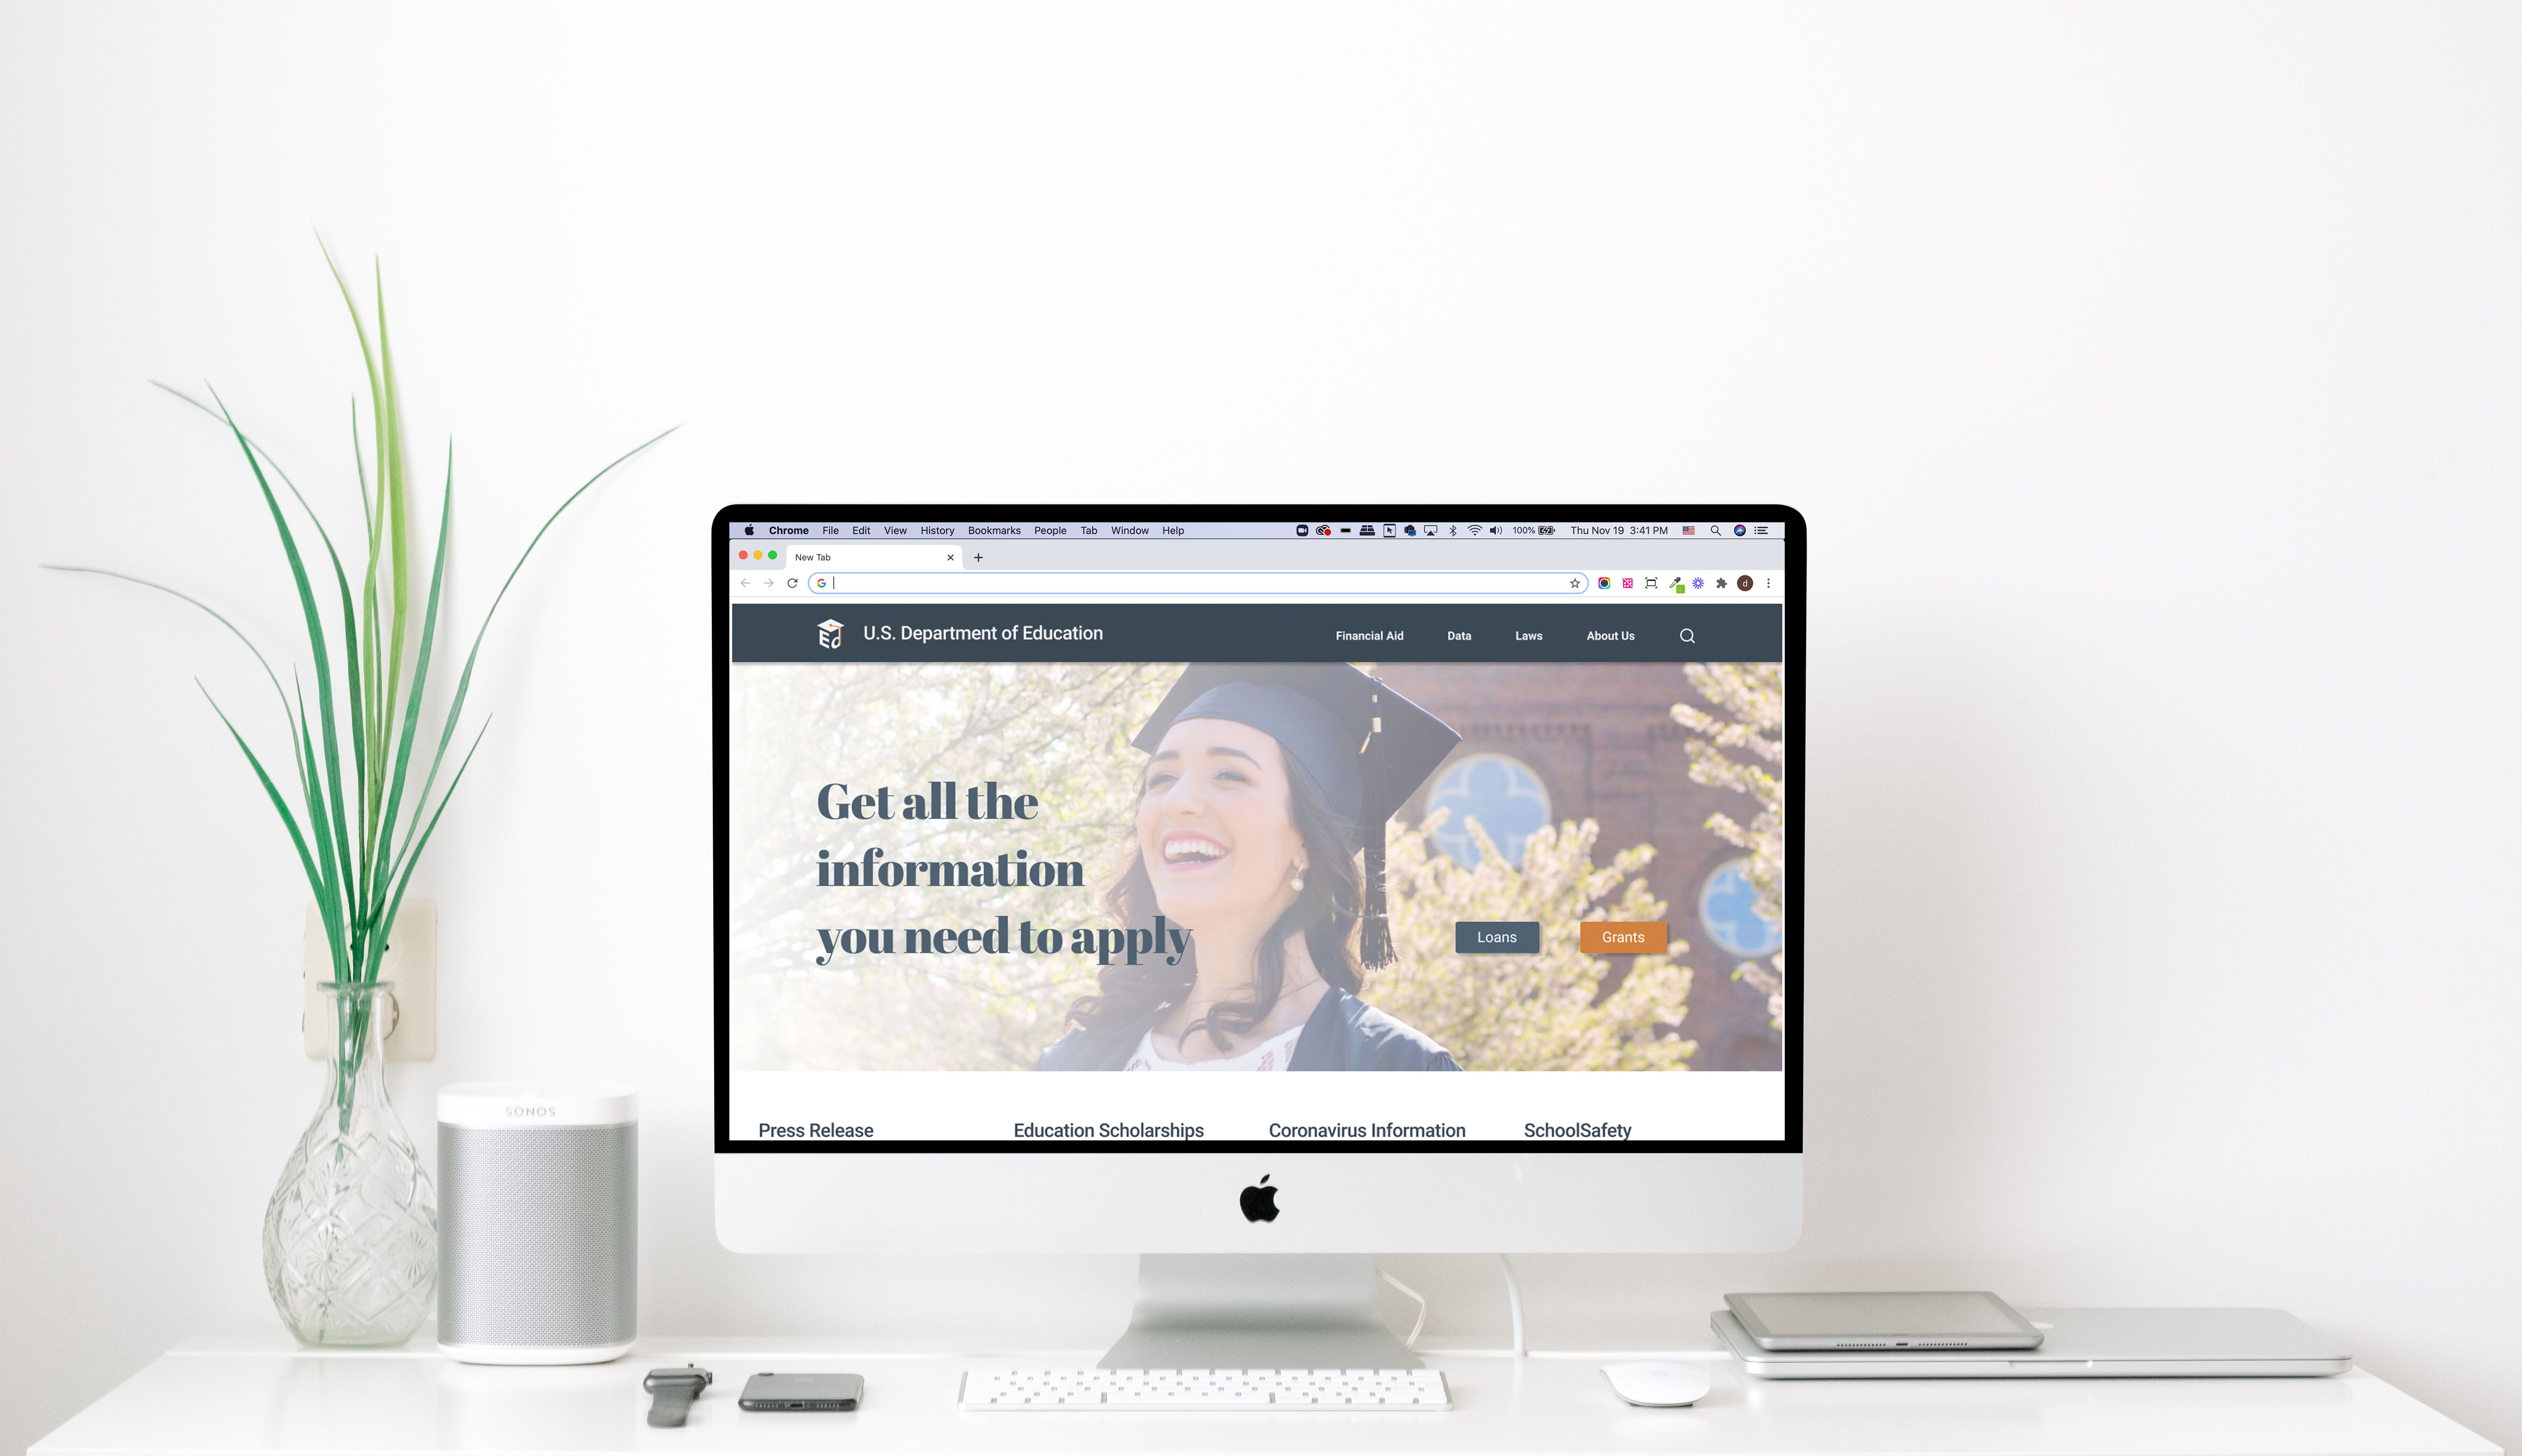 Chrome File Edit View History Bookmarks People Tab Window Help 100% Thu Nov 19 3:41 PM
New Tab
d
Ed U.S. Department of Education Financial Aid Data Laws About Us
Get all the
information
you need to apply
Loans Grants
Press Release Education Scholarships Coronavirus Information SchoolSafety
SONOS